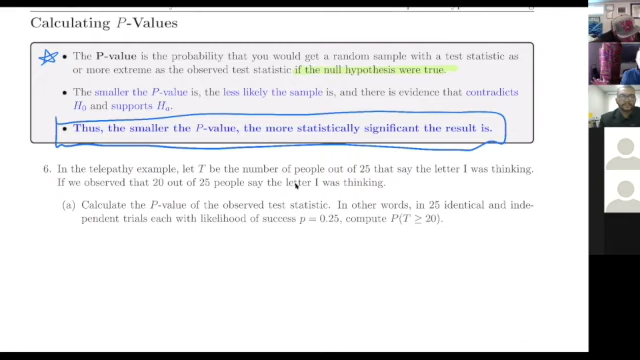 Calculating P-Values
• The P-value is the probability that you would get a random sample with a test statistic as
or more extreme as the observed test statistic if the null hypothesis were true.
• The smaller the P-value is, the less likely the sample is, and there is evidence that contradicts
H0 and supports Ha.
• Thus, the smaller the P-value, the more statistically significant the result is.
6. In the telepathy example, let T be the number of people out of 25 that say the letter I was thinking.
If we observed that 20 out of 25 people say the letter I was thinking.
(a) Calculate the P-value of the observed test statistic. In other words, in 25 identical and inde-
pendent trials each with likelihood of success p = 0.25, compute P(T ≥ 20).